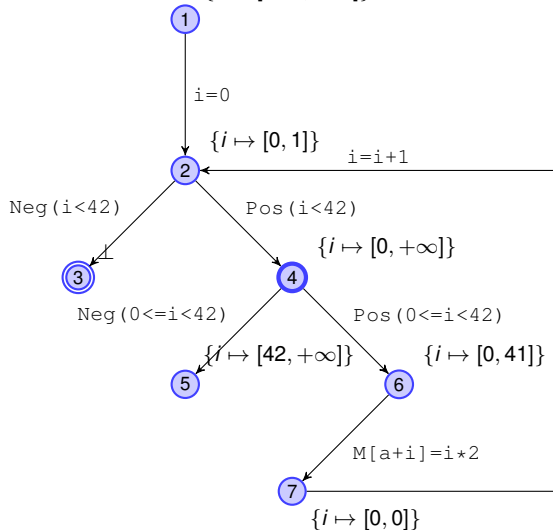 1
i=0
{i ↦ [0, 1]}
i=i+1
2
Neg(i<42)
Pos(i<42)
{i ↦ [0, +∞]}
⊥
3
4
Neg(0<=i<42)
Pos(0<=i<42)
{i ↦ [42, +∞]}
{i ↦ [0, 41]}
5
6
M[a+i]=i*2
7
{i ↦ [0, 0]}